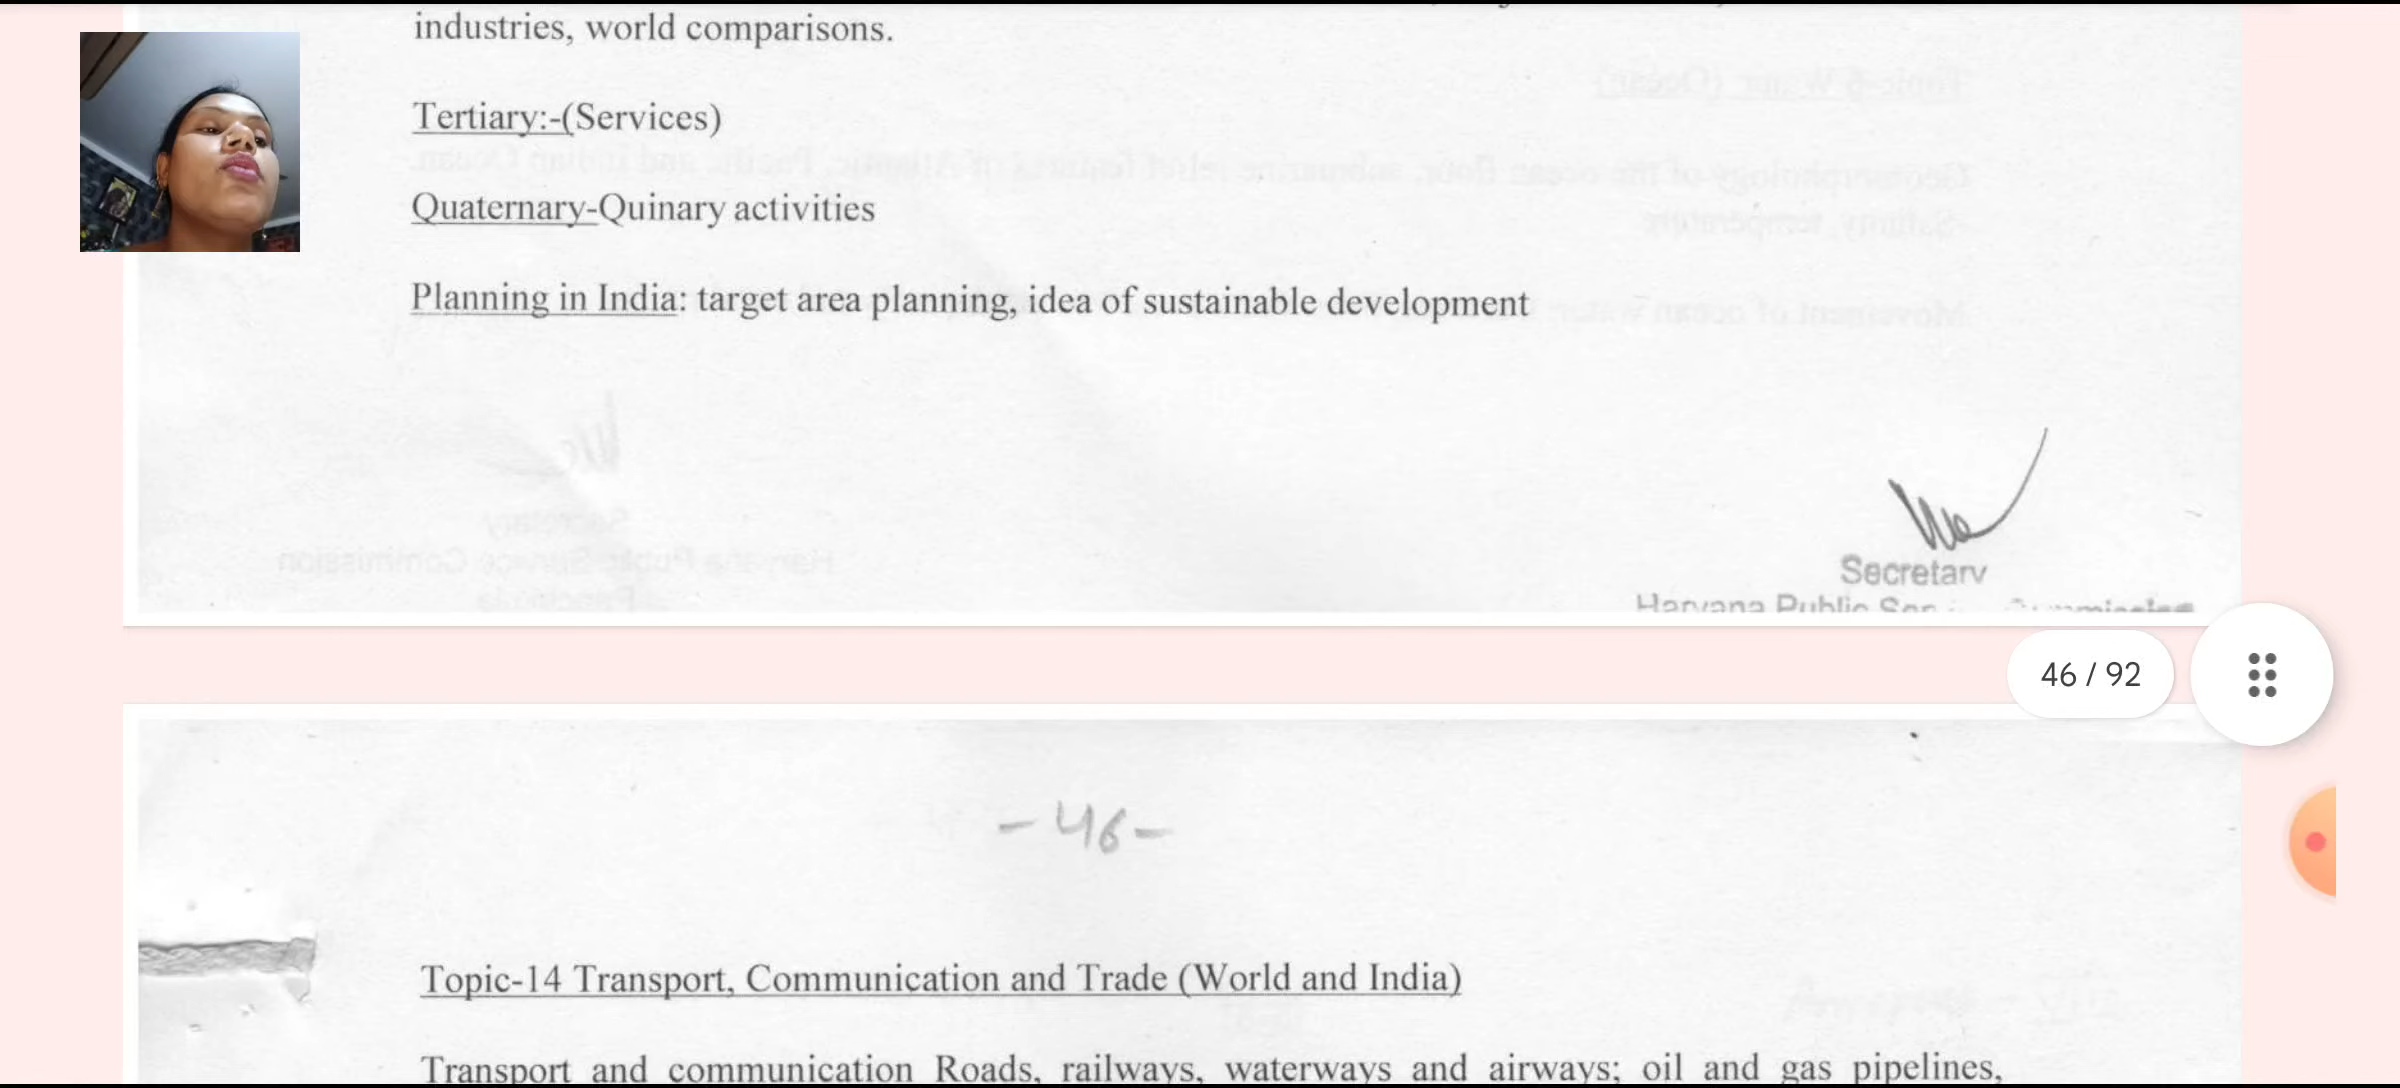 industries, world comparisons.
Tertiary:-(Services)
Quaternary-Quinary activities
Planning in India: target area planning, idea of sustainable development
Secretary
Haryana Public
46 / 92
-46-
Topic-14 Transport, Communication and Trade (World and India)
Transport and communication Roads, railways, waterways and airways; oil and gas pipelines,